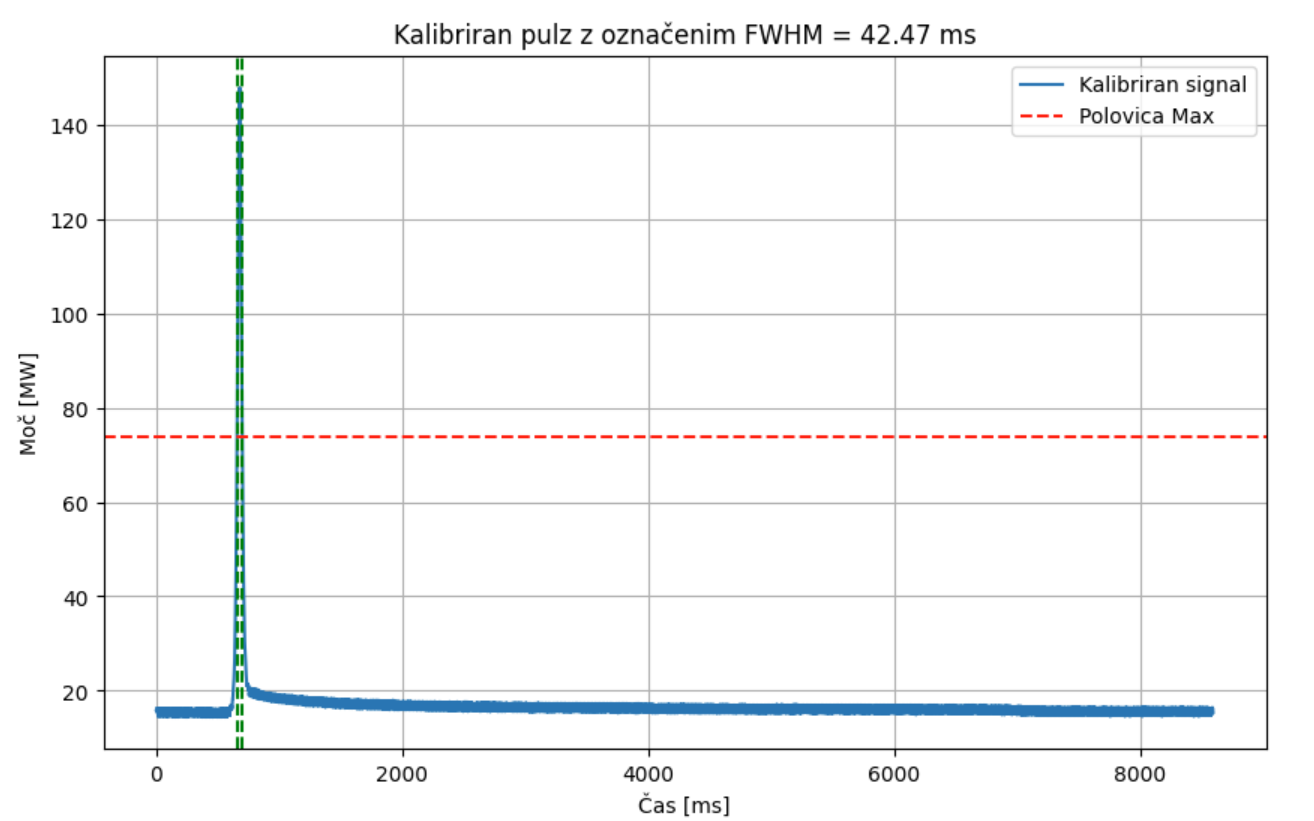 Kalibriran pulz z označenim FWHM = 42.47 ms
Kalibriran signal
Polovica Max
140
120
100
80
60
40
20
Moč [MW]
0
2000
4000
6000
8000
Čas [ms]